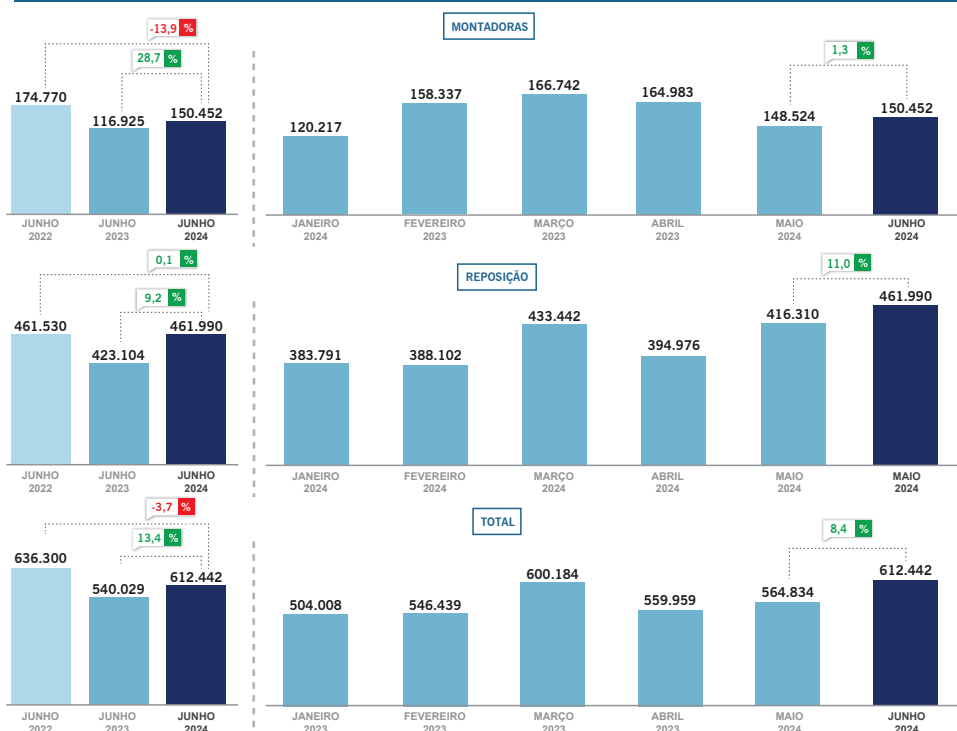 MONTADORAS
-13,9 %
28,7 %
174.770
116.925
150.452
JUNHO
2022
JUNHO
2023
JUNHO
2024
1,3 %
120.217
158.337
166.742
164.983
148.524
150.452
JANEIRO
2024
FEVEREIRO
2023
MARÇO
2023
ABRIL
2023
MAIO
2024
JUNHO
2024
REPOSIÇÃO
0,1 %
9,2 %
461.530
423.104
461.990
JUNHO
2022
JUNHO
2023
JUNHO
2024
11,0 %
383.791
388.102
433.442
394.976
416.310
461.990
JANEIRO
2024
FEVEREIRO
2024
MARÇO
2023
ABRIL
2024
MAIO
2024
MAIO
2024
TOTAL
-3,7 %
13,4 %
636.300
540.029
612.442
JUNHO
2022
JUNHO
2023
JUNHO
2024
8,4 %
504.008
546.439
600.184
559.959
564.834
612.442
JANEIRO
2023
FEVEREIRO
2023
MARÇO
2023
ABRIL
2023
MAIO
2024
JUNHO
2024